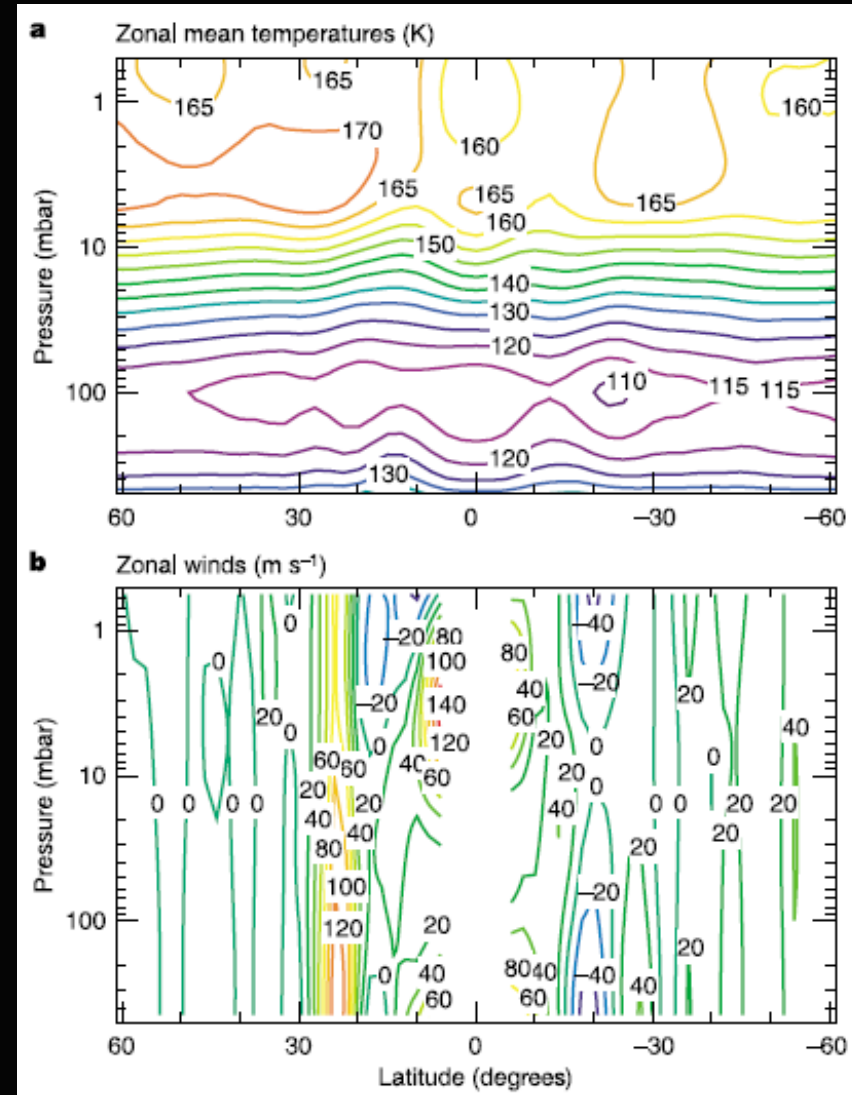 a Zonal mean temperatures (K)
165
165 160 160
1
170
165 165 165
160
150
10
140
130
120
110 115 115
100
120
130
Pressure (mbar)
60 30 0 –30 –60
b Zonal winds (m s–1)
0 –20 80 –40
1
100 80
0 –20 40 20
20 –20 140 60 40
0 0 120 20 0
60 60 40 60 20 0
10
0 0 0 0 20 20 40 0 0 20 20
40 40 20
80 20
100 –20
120 20
100
20
0 40 80 40 –40 40
60 60
Pressure (mbar)
60 30 0 –30 –60
Latitude (degrees)